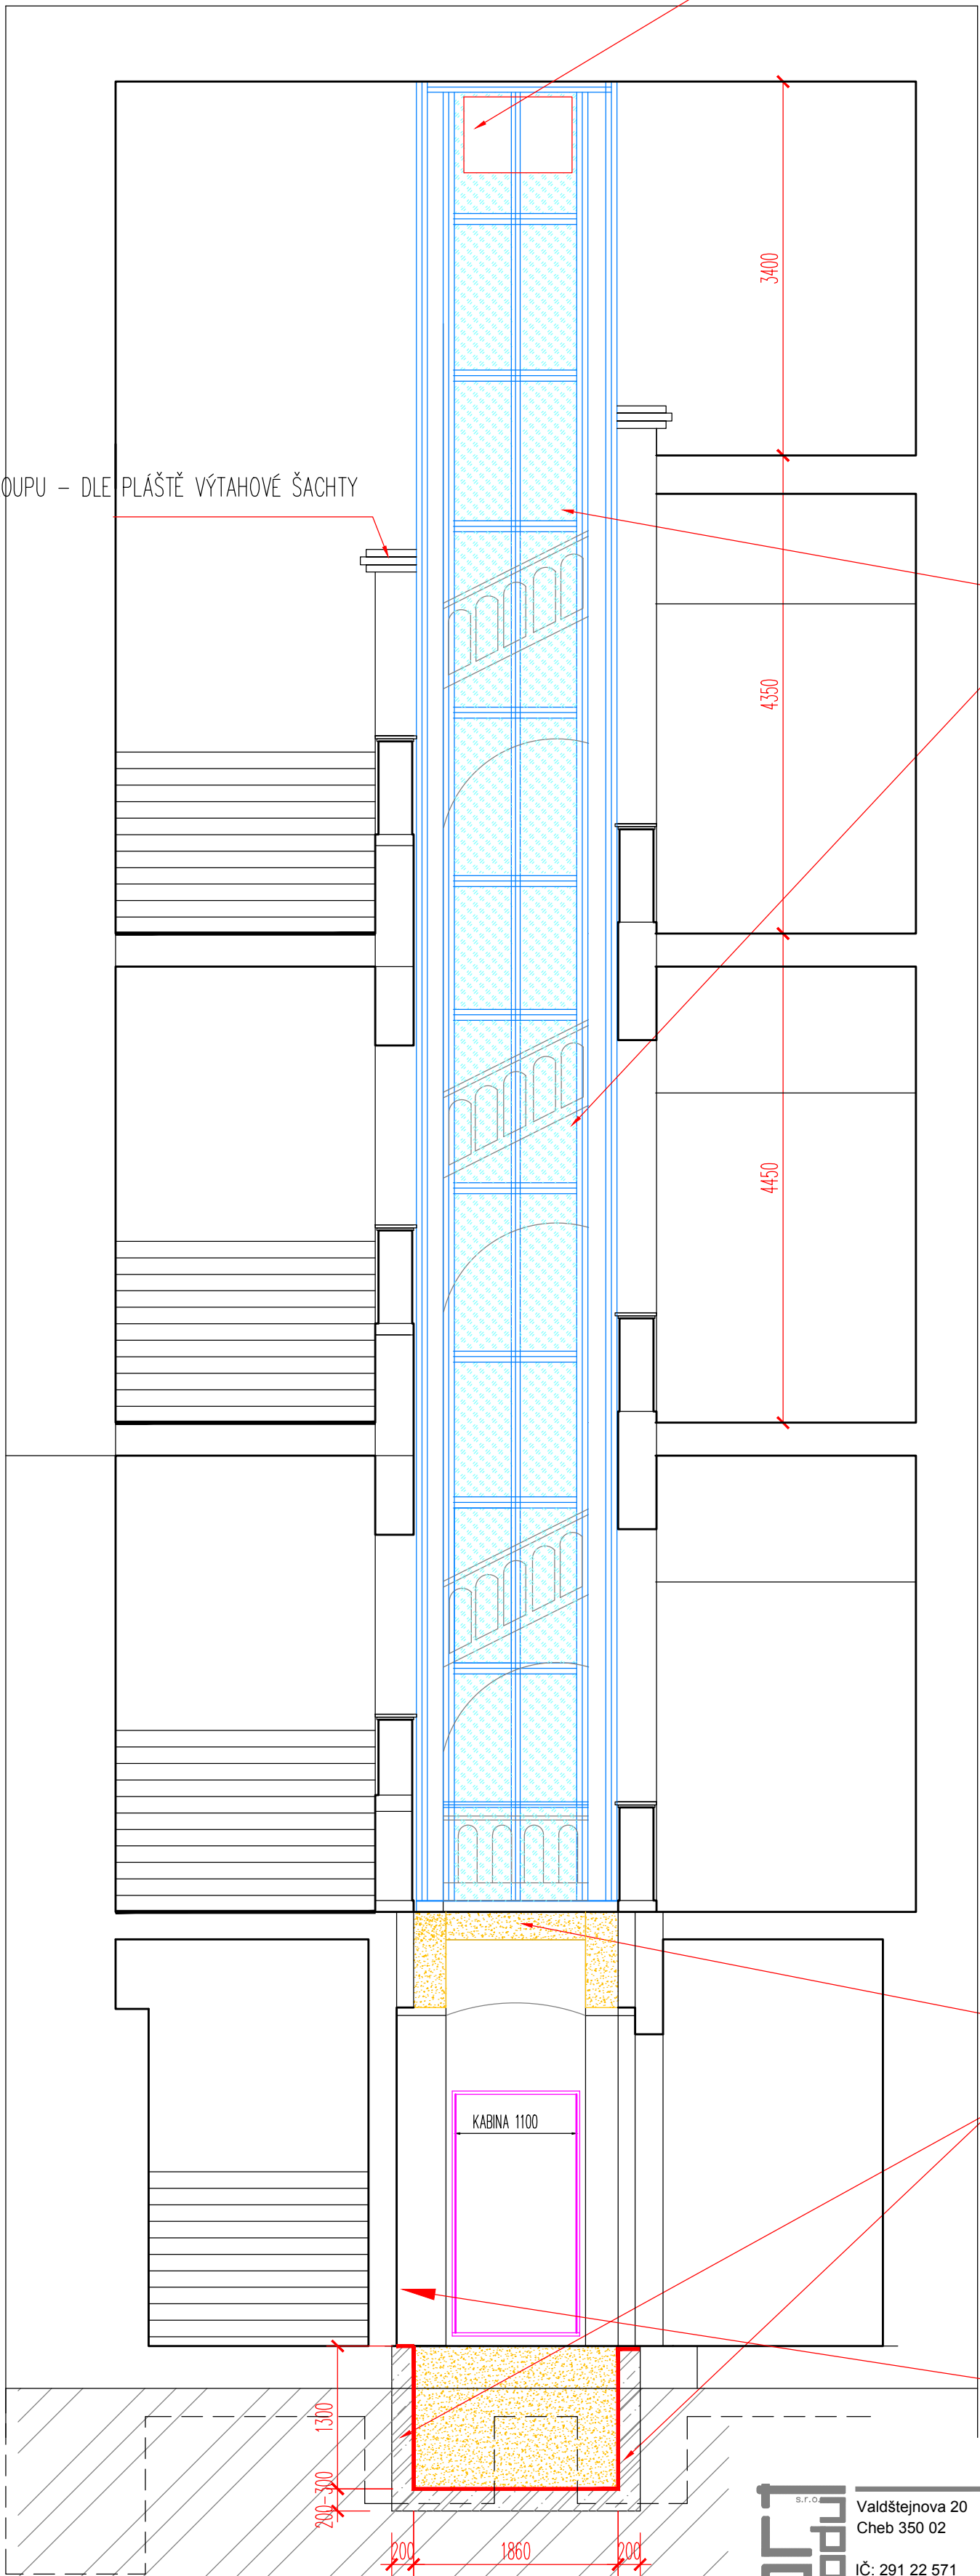 3400
OUPU – DLE PLÁŠTĚ VÝTAHOVÉ ŠACHTY
4350
4450
KABINA 1100
1300
200-300
200
1860
200
s.r.o.
Valdštejnova 20
Cheb 350 02
IČ: 291 22 571